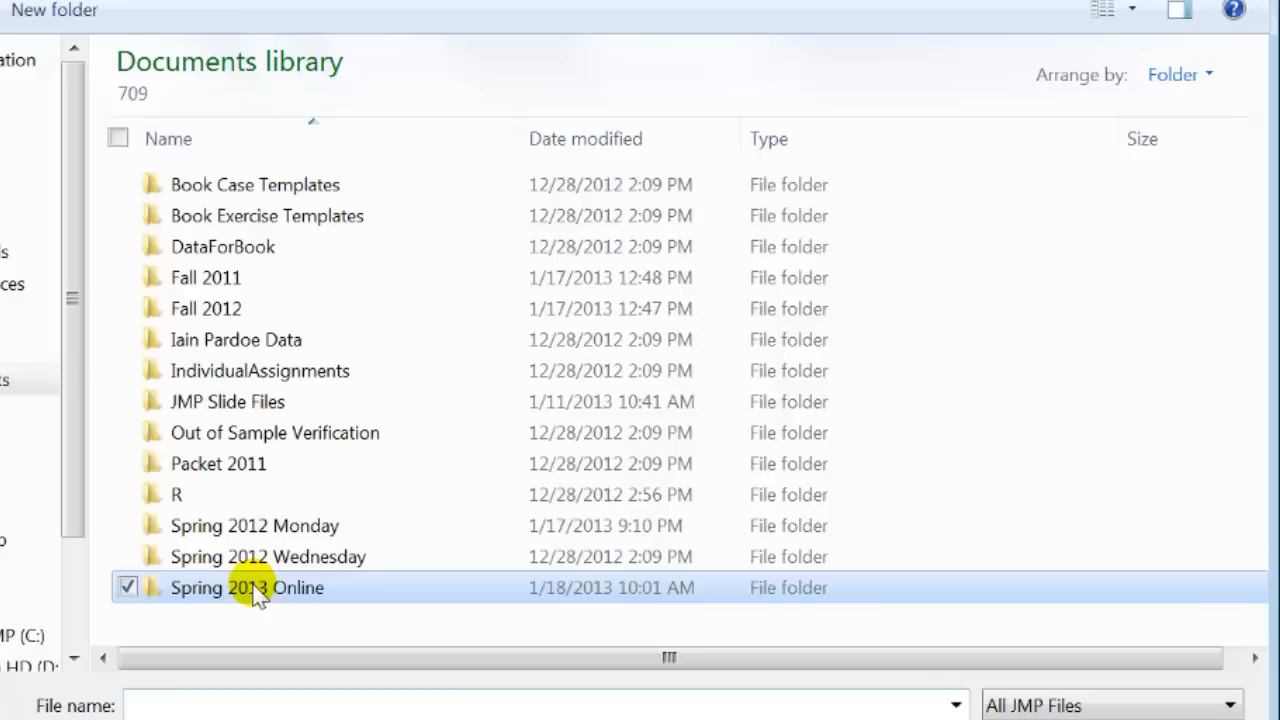 New folder
ation
Documents library
709
Arrange by: Folder
Name Date modified Type Size
Book Case Templates 12/28/2012 2:09 PM File folder
Book Exercise Templates 12/28/2012 2:09 PM File folder
DataForBook 12/28/2012 2:09 PM File folder
ls
Fall 2011 1/17/2013 12:48 PM File folder
ces
Fall 2012 1/17/2013 12:47 PM File folder
Iain Pardoe Data 12/28/2012 2:09 PM File folder
IndividualAssignments 12/28/2012 2:09 PM File folder
ts
JMP Slide Files 1/11/2013 10:41 AM File folder
Out of Sample Verification 12/28/2012 2:09 PM File folder
Packet 2011 12/28/2012 2:09 PM File folder
R 12/28/2012 2:56 PM File folder
Spring 2012 Monday 1/17/2013 9:10 PM File folder
p
Spring 2012 Wednesday 12/28/2012 2:09 PM File folder
Spring 2013 Online 1/18/2013 10:01 AM File folder
MP (C:)
HD (D:
File name: All JMP Files